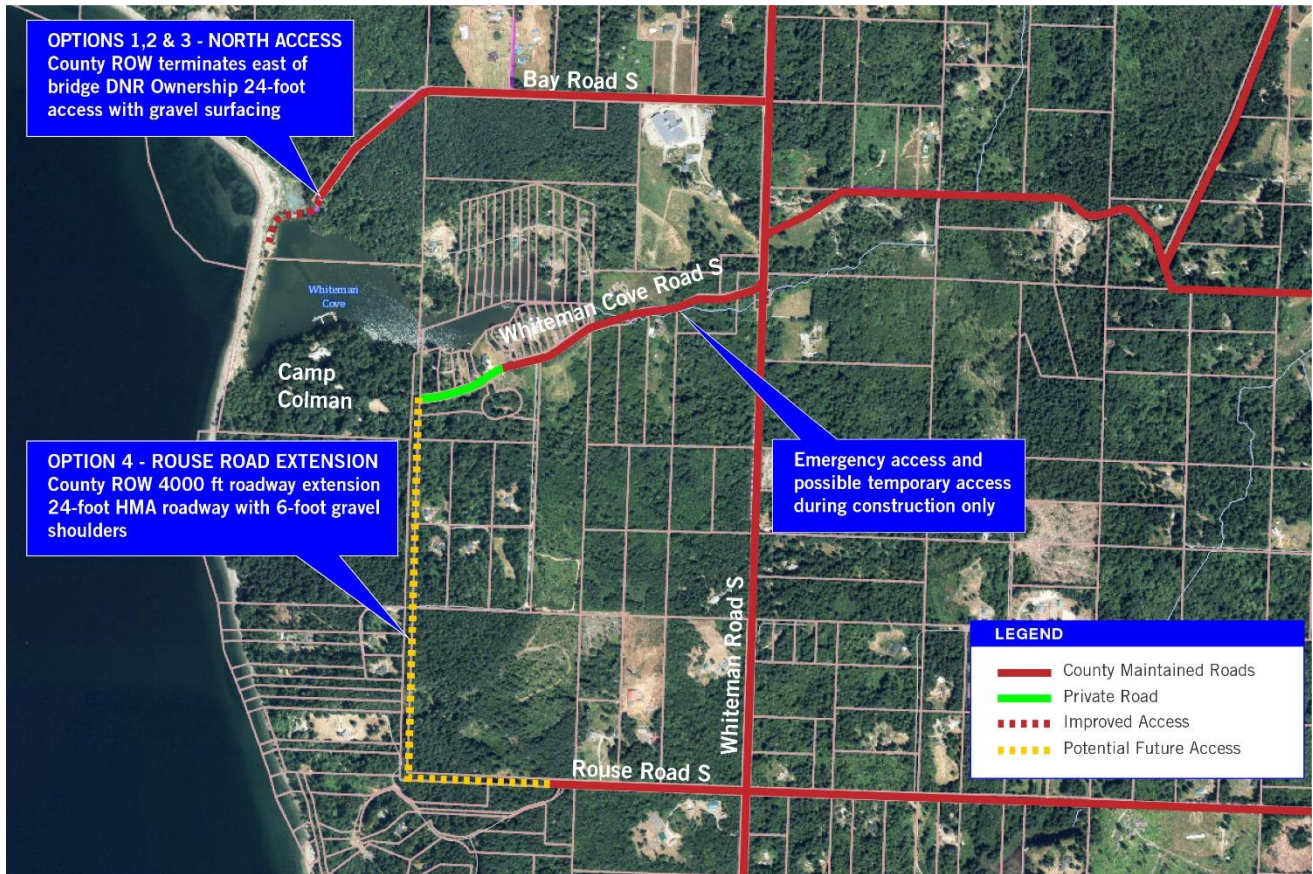 OPTIONS 1,2 & 3 - NORTH ACCESS
County ROW terminates east of
bridge DNR Ownership 24-foot
access with gravel surfacing
Bay Road S
Whiteman
Cove
Whiteman Cove Road S
Camp
Colman
OPTION 4 - ROUSE ROAD EXTENSION
County ROW 4000 ft roadway extension
24-foot HMA roadway with 6-foot gravel
shoulders
Emergency access and
possible temporary access
during construction only
Whiteman Road S
Rouse Road S
LEGEND
County Maintained Roads
Private Road
Improved Access
Potential Future Access